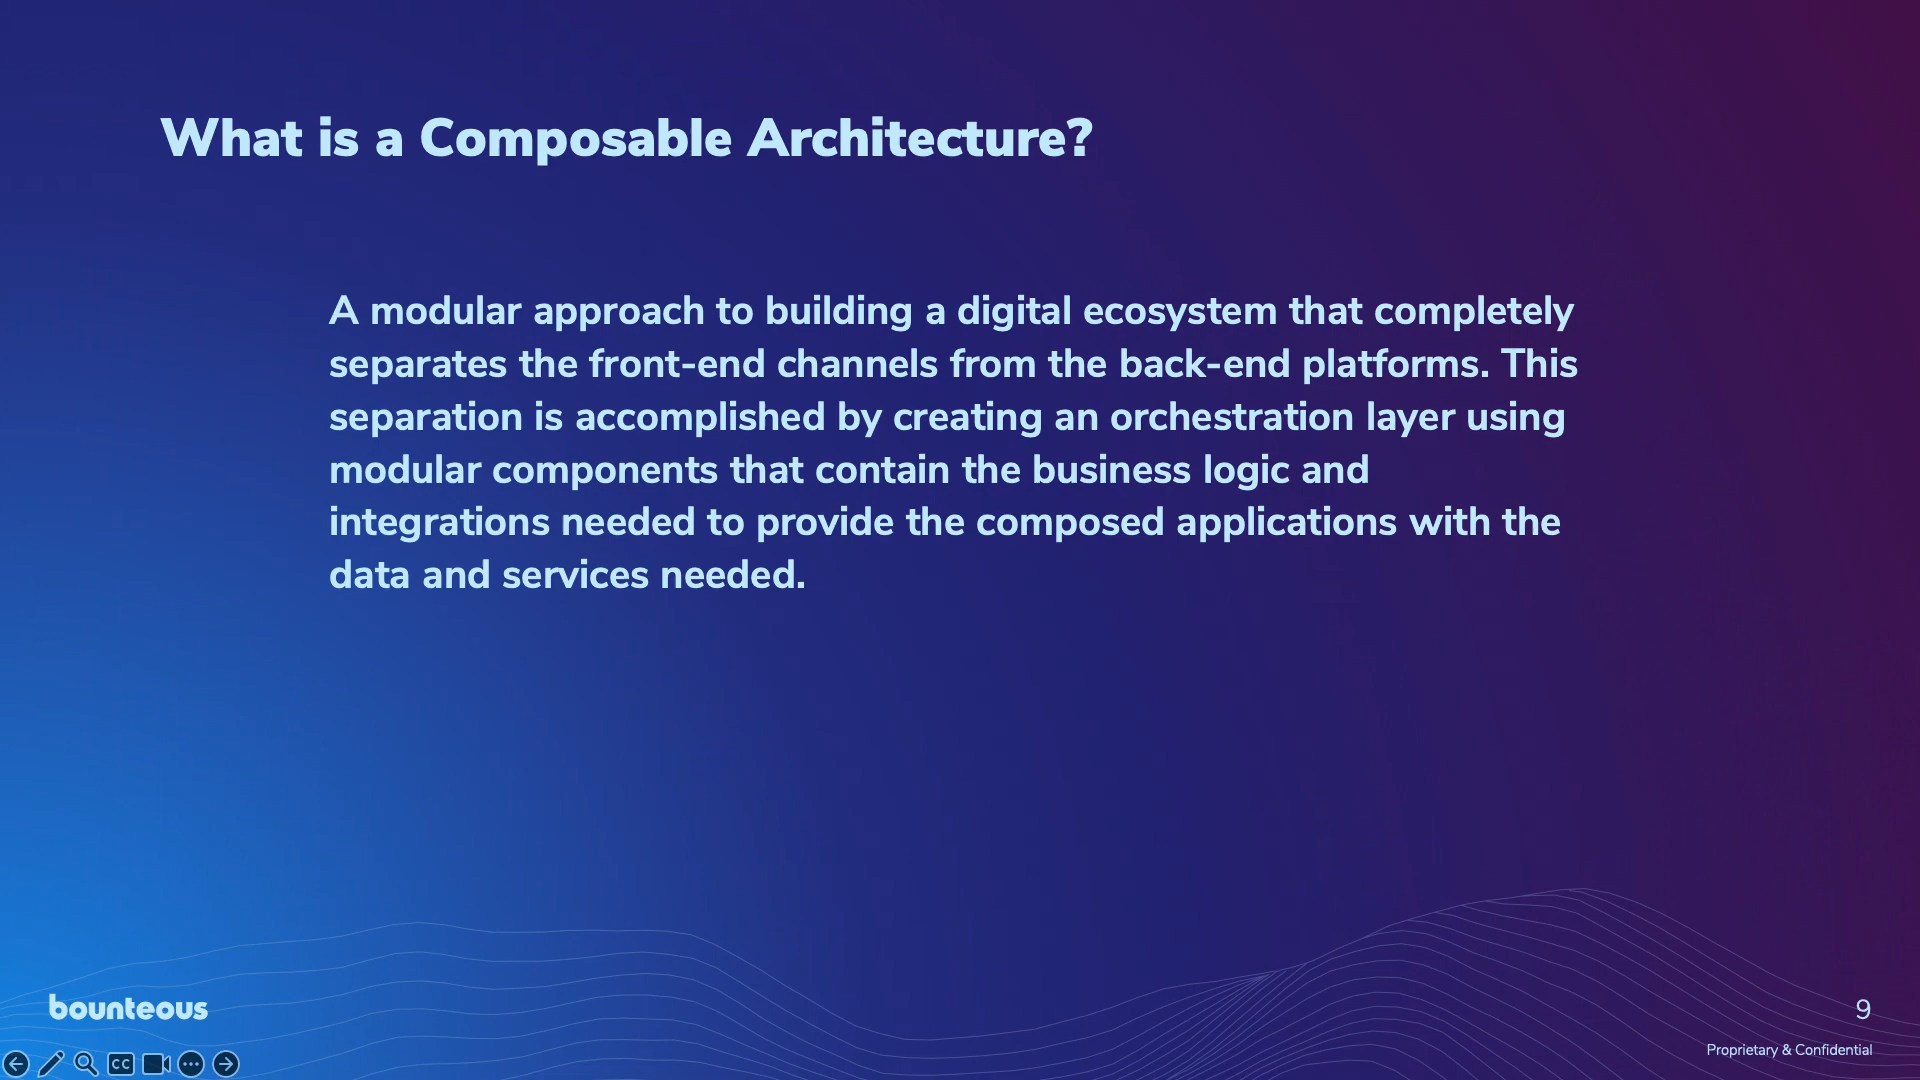 What is a Composable Architecture?
A modular approach to building a digital ecosystem that completely
separates the front-end channels from the back-end platforms. This
separation is accomplished by creating an orchestration layer using
modular components that contain the business logic and
integrations needed to provide the composed applications with the
data and services needed.
bounteous
9
CC
Proprietary & Confidential